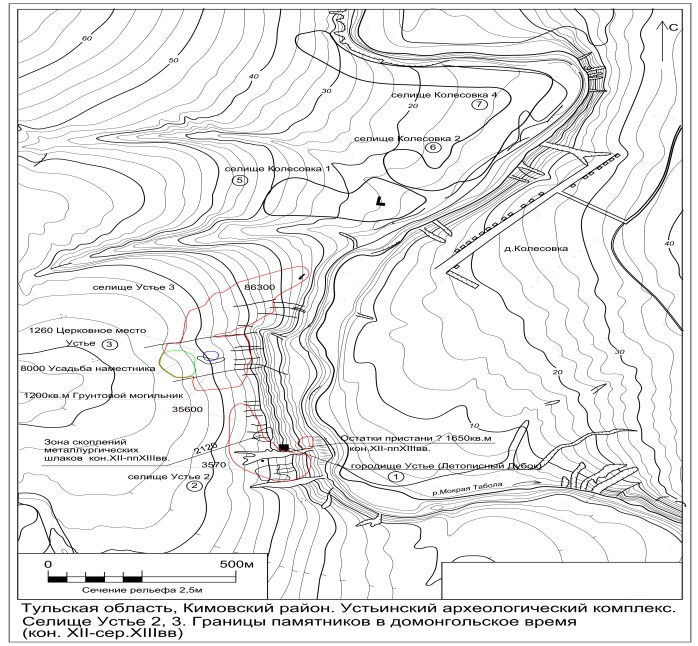 С
60
50
40
30
20
селище Колесовка 4
7
селище Колесовка 2
6
селище Колесовка 1
5
д.Колесовка
40
селище Устье 3
86300
1260 Церковное место
Устье 3
8000 Усадьба наместника
1200кв.м Грунтовой могильник
35600
30
20
10
Зона скоплений
металлургических
шлаков кон.XII-ппXIIIвв.
2125
3570
селище Устье 2
2
Остатки пристани ? 1650кв.м
кон.XII-ппXIIIвв.
городище Устье (Летописный Дубок)
1
р.Мокрая Табола
0 500м
Сечение рельефа 2,5м
Тульская область, Кимовский район. Устьинский археологический комплекс.
Селище Устье 2, 3. Границы памятников в домонгольское время
(кон. XII-сер.XIIIвв)